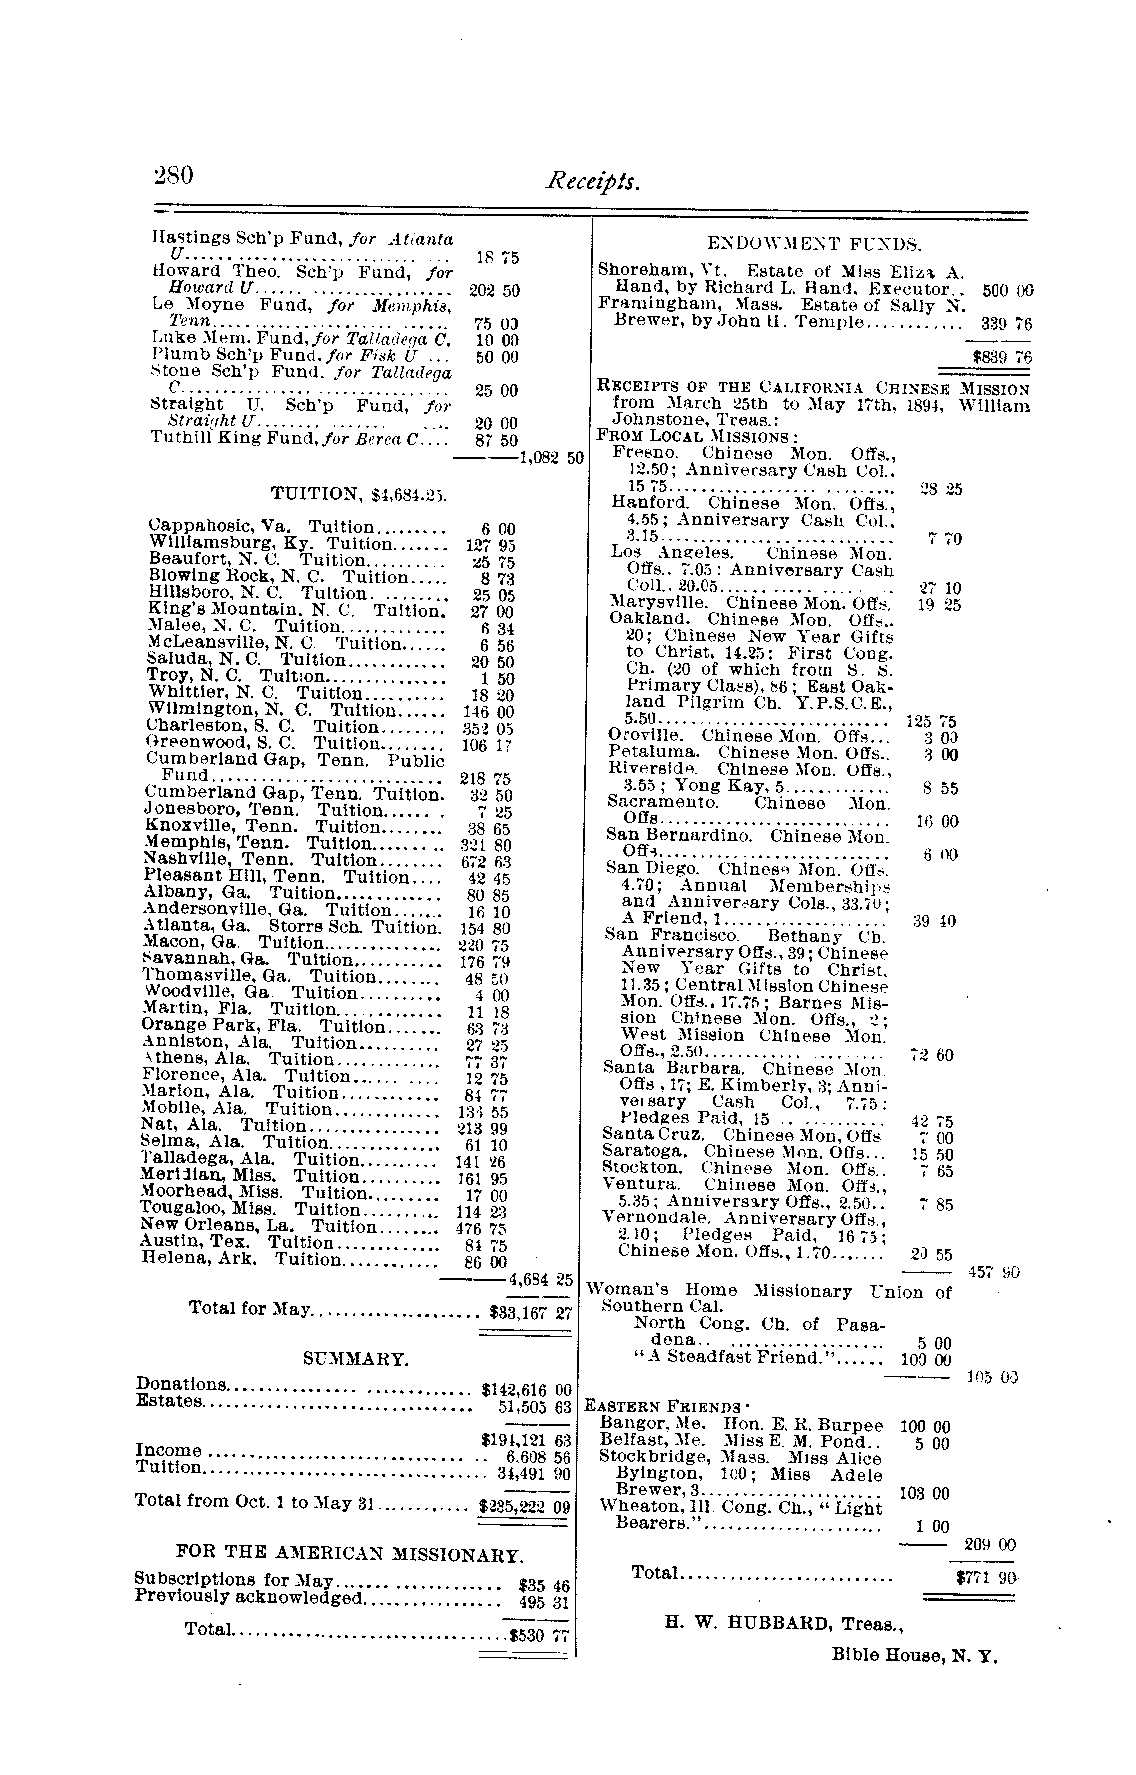 280
Receipts.
Hastings Sch'p Fund, for Atlanta
U................................ 18 75
Howard Theo. Sch'p Fund, for
Howard U........................ 202 50
Le Moyne Fund, for Memphis,
Tenn............................ 75 00
Luke Mem. Fund, for Talladega C. 10 00
Plumb Sch'p Fund, for Fisk U ... 50 00
Stone Sch'p Fund, for Talladega
C................................ 25 00
Straight U. Sch'p Fund, for
Straight U...................... 20 00
Tuthill King Fund, for Berea C.... 87 50
———1,082 50
TUITION, $4,684.25.
Cappahosic, Va. Tuition......... 6 00
Williamsburg, Ky. Tuition....... 127 95
Beaufort, N. C. Tuition.......... 25 75
Blowing Rock, N. C. Tuition..... 8 73
Hillsboro, N. C. Tuition.......... 25 05
King's Mountain, N. C. Tuition. 27 00
Malee, N. C. Tuition............. 6 34
McLeansville, N. C Tuition...... 6 56
Saluda, N. C. Tuition............ 20 50
Troy, N. C. Tuition............... 1 50
Whittier, N. C. Tuition.......... 18 20
Wilmington, N. C. Tuition...... 146 00
Charleston, S. C. Tuition........ 352 05
Greenwood, S. C. Tuition........ 106 17
Cumberland Gap, Tenn. Public
Fund............................ 218 75
Cumberland Gap, Tenn. Tuition. 32 50
Jonesboro, Tenn. Tuition....... . 7 25
Knoxville, Tenn. Tuition........ 38 65
Memphis, Tenn. Tuition......... 321 80
Nashville, Tenn. Tuition........ 672 63
Pleasant Hill, Tenn. Tuition.... 42 45
Albany, Ga. Tuition............. 80 85
Andersonville, Ga. Tuition....... 16 10
Atlanta, Ga. Storrs Sch. Tuition. 154 80
Macon, Ga. Tuition.............. 220 75
Savannah, Ga. Tuition........... 176 79
Thomasville, Ga. Tuition........ 48 50
Woodville, Ga. Tuition.......... 4 00
Martin, Fla. Tuition............. 11 18
Orange Park, Fla. Tuition....... 63 73
Anniston, Ala. Tuition.......... 27 25
Athens, Ala. Tuition............. 77 37
Florence, Ala. Tuition........... 12 75
Marion, Ala. Tuition............ 84 77
Mobile, Ala. Tuition............. 133 55
Nat, Ala. Tuition................ 213 99
Selma, Ala. Tuition.............. 61 10
Talladega, Ala. Tuition.......... 141 26
Meridian, Miss. Tuition.......... 161 95
Moorhead, Miss. Tuition......... 17 00
Tougaloo, Miss. Tuition.......... 114 23
New Orleans, La. Tuition........ 476 75
Austin, Tex. Tuition............. 84 75
Helena, Ark. Tuition............ 86 00
———4,684 25
Total for May.................... $33,167 27
SUMMARY.
Donations............................. $142,616 00
Estates................................ 51,505 63
$194,121 63
Income ................................ 6,608 56
Tuition................................. 34,491 90
Total from Oct. 1 to May 31........... $235,222 09
FOR THE AMERICAN MISSIONARY.
Subscriptions for May.................... $35 46
Previously acknowledged................. 495 31
Total..................................$530 77
ENDOWMENT FUNDS.
Shoreham, Vt. Estate of Miss Eliza A.
Hand, by Richard L. Hand, Executor.. 500 00
Framingham, Mass. Estate of Sally N.
Brewer, by John H. Temple............ 339 76
$839 76
RECEIPTS OF THE CALIFORNIA CHINESE MISSION
from March 25th to May 17th, 1894, William
Johnstone, Treas.:
FROM LOCAL MISSIONS:
Fresno. Chinese Mon. Offs.,
12.50; Anniversary Cash Col.,
15 75........................... 28 25
Hanford. Chinese Mon. Offs.,
4.55; Anniversary Cash Col.,
3.15............................ 7 70
Los Angeles. Chinese Mon.
Offs.. 7.05; Anniversary Cash
Coll.. 20.05..................... 27 10
Marysville. Chinese Mon. Offs. 19 25
Oakland. Chinese Mon. Offs..
20; Chinese New Year Gifts
to Christ, 14.25; First Cong.
Ch. (20 of which from S. S.
Primary Class), 86; East Oak-
land Pilgrim Ch. Y.P.S.C.E.,
5.50............................ 125 75
Oroville. Chinese Mon. Offs... 3 00
Petaluma. Chinese Mon. Offs.. 3 00
Riverside. Chinese Mon. Offs.,
3.55; Yong Kay, 5............. 8 55
Sacramento. Chinese Mon.
Offs............................ 16 00
San Bernardino. Chinese Mon.
Offs............................ 6 00
San Diego. Chinese Mon. Offs.
4.70; Annual Memberships
and Anniversary Cols., 33.70;
A Friend, 1.................... 39 40
San Francisco. Bethany Ch.
Anniversary Offs., 39; Chinese
New Year Gifts to Christ,
11.35; Central Mission Chinese
Mon. Offs., 17.75; Barnes Mis-
sion Chinese Mon. Offs., 2;
West Mission Chinese Mon.
Offs., 2.50..................... 72 60
Santa Barbara. Chinese Mon.
Offs , 17; E. Kimberly, 3; Anni-
versary Cash Col., 7.75;
Pledges Paid, 15 ............. 42 75
Santa Cruz. Chinese Mon, Offs 7 00
Saratoga. Chinese Mon. Offs... 15 50
Stockton. Chinese Mon. Offs.. 7 65
Ventura. Chinese Mon. Offs.,
5.35; Anniversary Offs., 2.50.. 7 85
Vernondale. Anniversary Offs.,
2.10; Pledges Paid, 16 75;
Chinese Mon. Offs., 1.70....... 20 55
——— 457 90
Woman's Home Missionary Union of
Southern Cal.
North Cong. Ch. of Pasa-
dena....................... 5 00
"A Steadfast Friend."...... 100 00
——— 105 00
EASTERN FRIENDS:
Bangor, Me. Hon. E. R. Burpee 100 00
Belfast, Me. Miss E. M. Pond.. 5 00
Stockbridge, Mass. Miss Alice
Byington, 100; Miss Adele
Brewer, 3...................... 103 00
Wheaton, Ill. Cong. Ch., "Light
Bearers."...................... 1 00
——— 209 00
Total.......................... $771 90
H. W. HUBBARD, Treas.,
Bible House, N. Y.